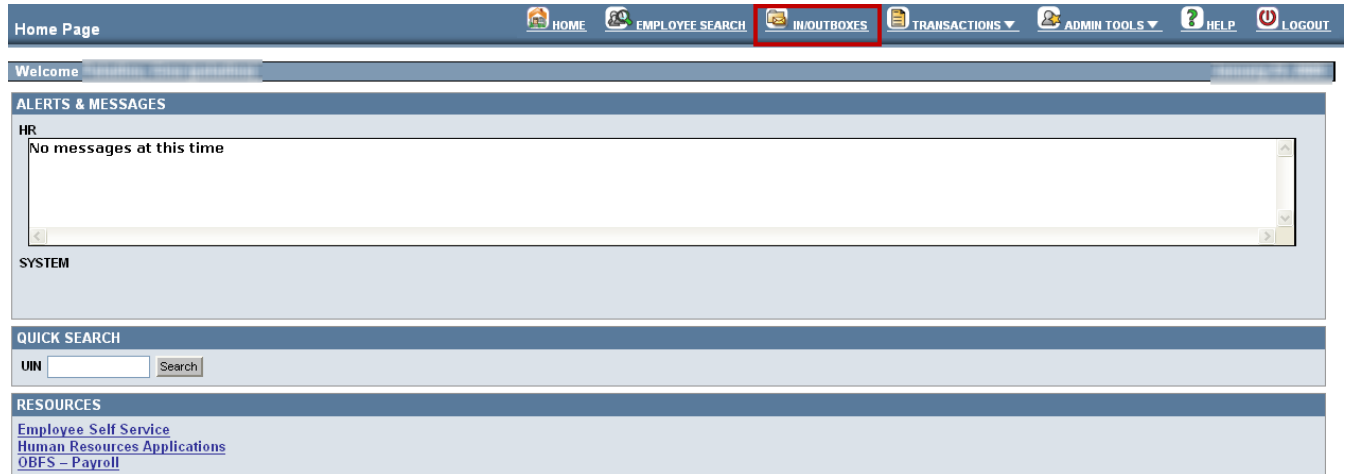 Home Page HOME EMPLOYEE SEARCH IN/OUTBOXES TRANSACTIONS ADMIN TOOLS HELP LOGOUT
Welcome
ALERTS & MESSAGES
HR
No messages at this time
SYSTEM
QUICK SEARCH
UIN Search
RESOURCES
Employee Self Service
Human Resources Applications
OBFS – Payroll